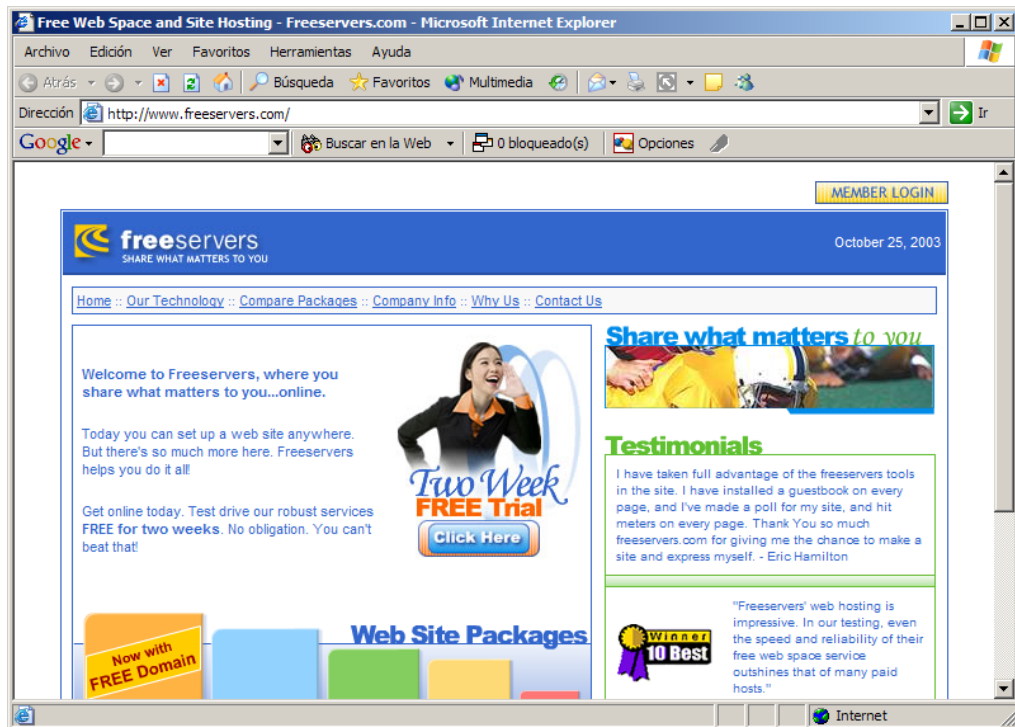 Free Web Space and Site Hosting - Freeservers.com - Microsoft Internet Explorer
Archivo Edición Ver Favoritos Herramientas Ayuda
Atrás Búsqueda Favoritos Multimedia
Dirección http://www.freeservers.com/ Ir
Google Buscar en la Web 0 bloqueado(s) Opciones
MEMBER LOGIN
freeservers
SHARE WHAT MATTERS TO YOU
October 25, 2003
Home :: Our Technology :: Compare Packages :: Company Info :: Why Us :: Contact Us
Welcome to Freeservers, where you
share what matters to you...online.
Today you can set up a web site anywhere.
But there's so much more here. Freeservers
helps you do it all!
Get online today. Test drive our robust services
FREE for two weeks. No obligation. You can't
beat that!
Two Week
FREE Trial
Click Here
Share what matters to you
Testimonials
I have taken full advantage of the freeservers tools
in the site. I have installed a guestbook on every
page, and I've made a poll for my site, and hit
meters on every page. Thank You so much
freeservers.com for giving me the chance to make a
site and express myself. - Eric Hamilton
Winner
10 Best
"Freeservers' web hosting is
impressive. In our testing, even
the speed and reliability of their
free web space service
outshines that of many paid
hosts."
Web Site Packages
Now with
FREE Domain
Internet